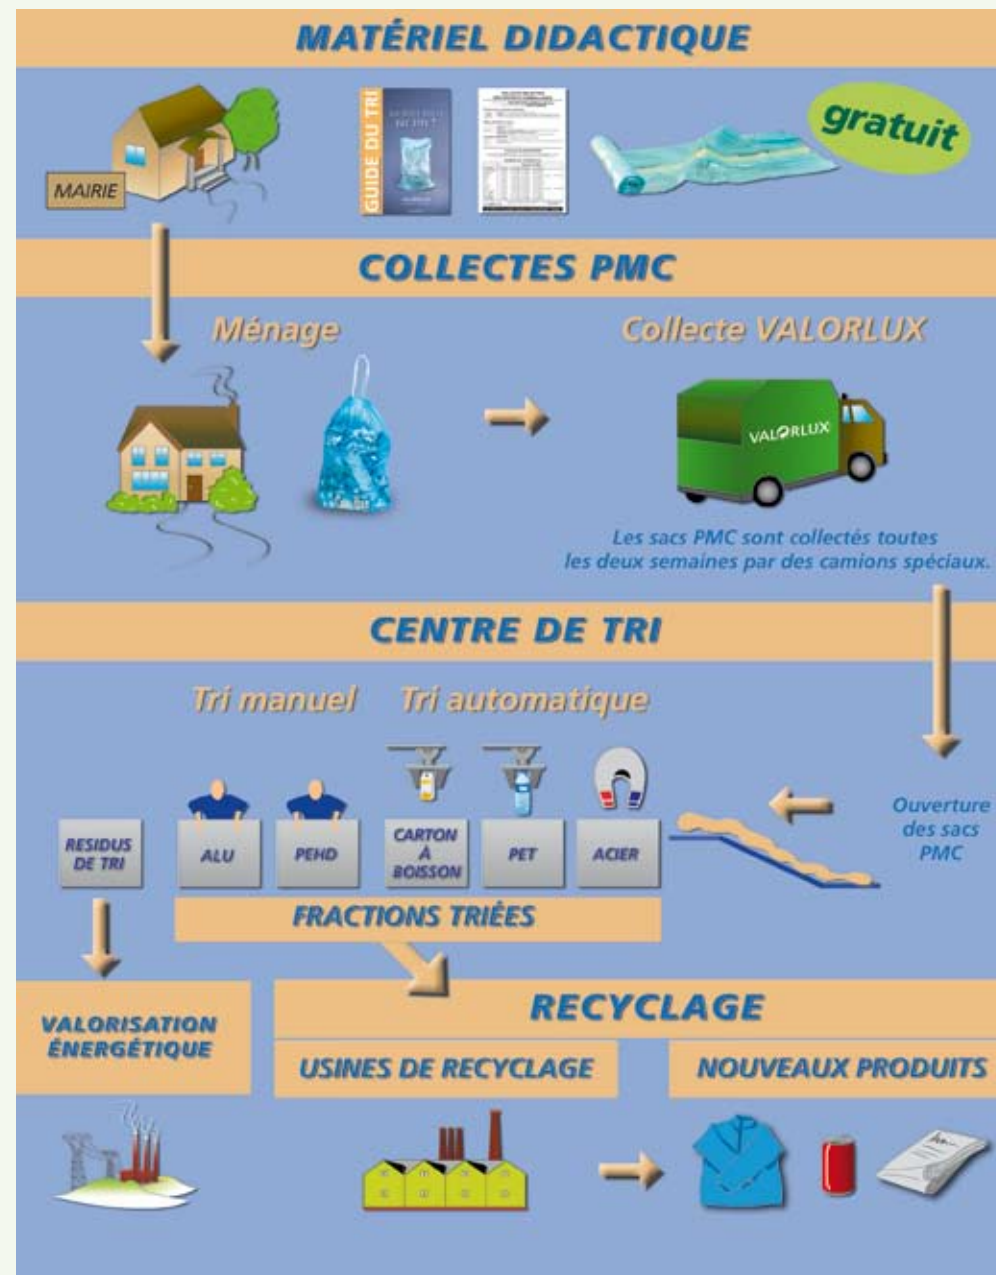 MATÉRIEL DIDACTIQUE
MAIRIE
GUIDE DU TRI
gratuit
COLLECTES PMC
Ménage
Collecte VALORLUX
VALORLUX
Les sacs PMC sont collectés toutes
les deux semaines par des camions spéciaux.
CENTRE DE TRI
Tri manuel
Tri automatique
Ouverture
des sacs
PMC
RESIDUS
DE TRI
ALU
PEHD
CARTON
À
BOISSON
PET
ACIER
FRACTIONS TRIÉES
VALORISATION
ÉNERGÉTIQUE
RECYCLAGE
USINES DE RECYCLAGE
NOUVEAUX PRODUITS